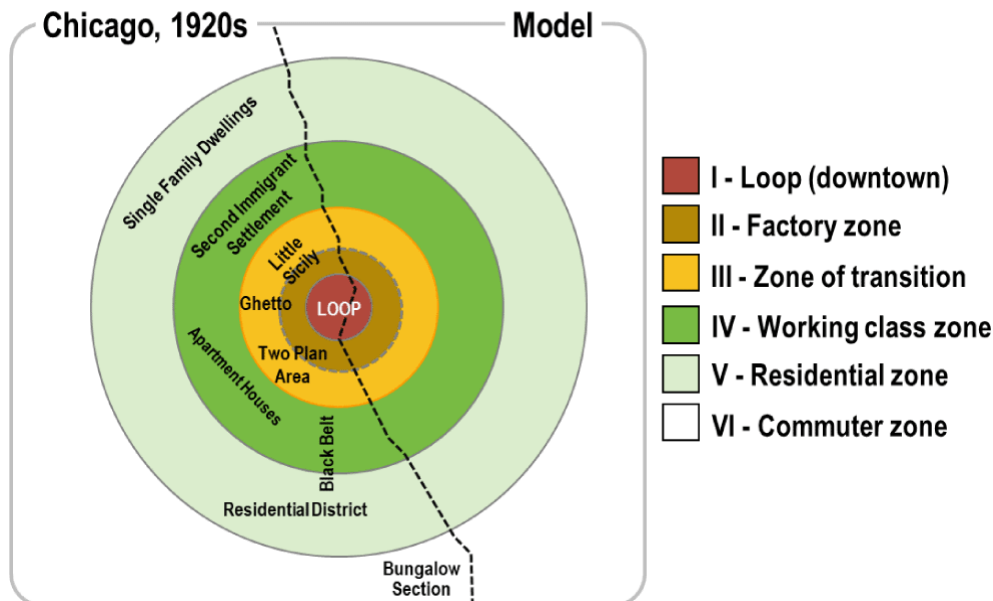 Chicago, 1920s
Model
Single Family Dwellings
Second Immigrant
Settlement
Little
Sicily
Ghetto
LOOP
Two Plan
Area
Apartment Houses
Black Belt
Residential District
Bungalow
Section
I - Loop (downtown)
II - Factory zone
III - Zone of transition
IV - Working class zone
V - Residential zone
VI - Commuter zone